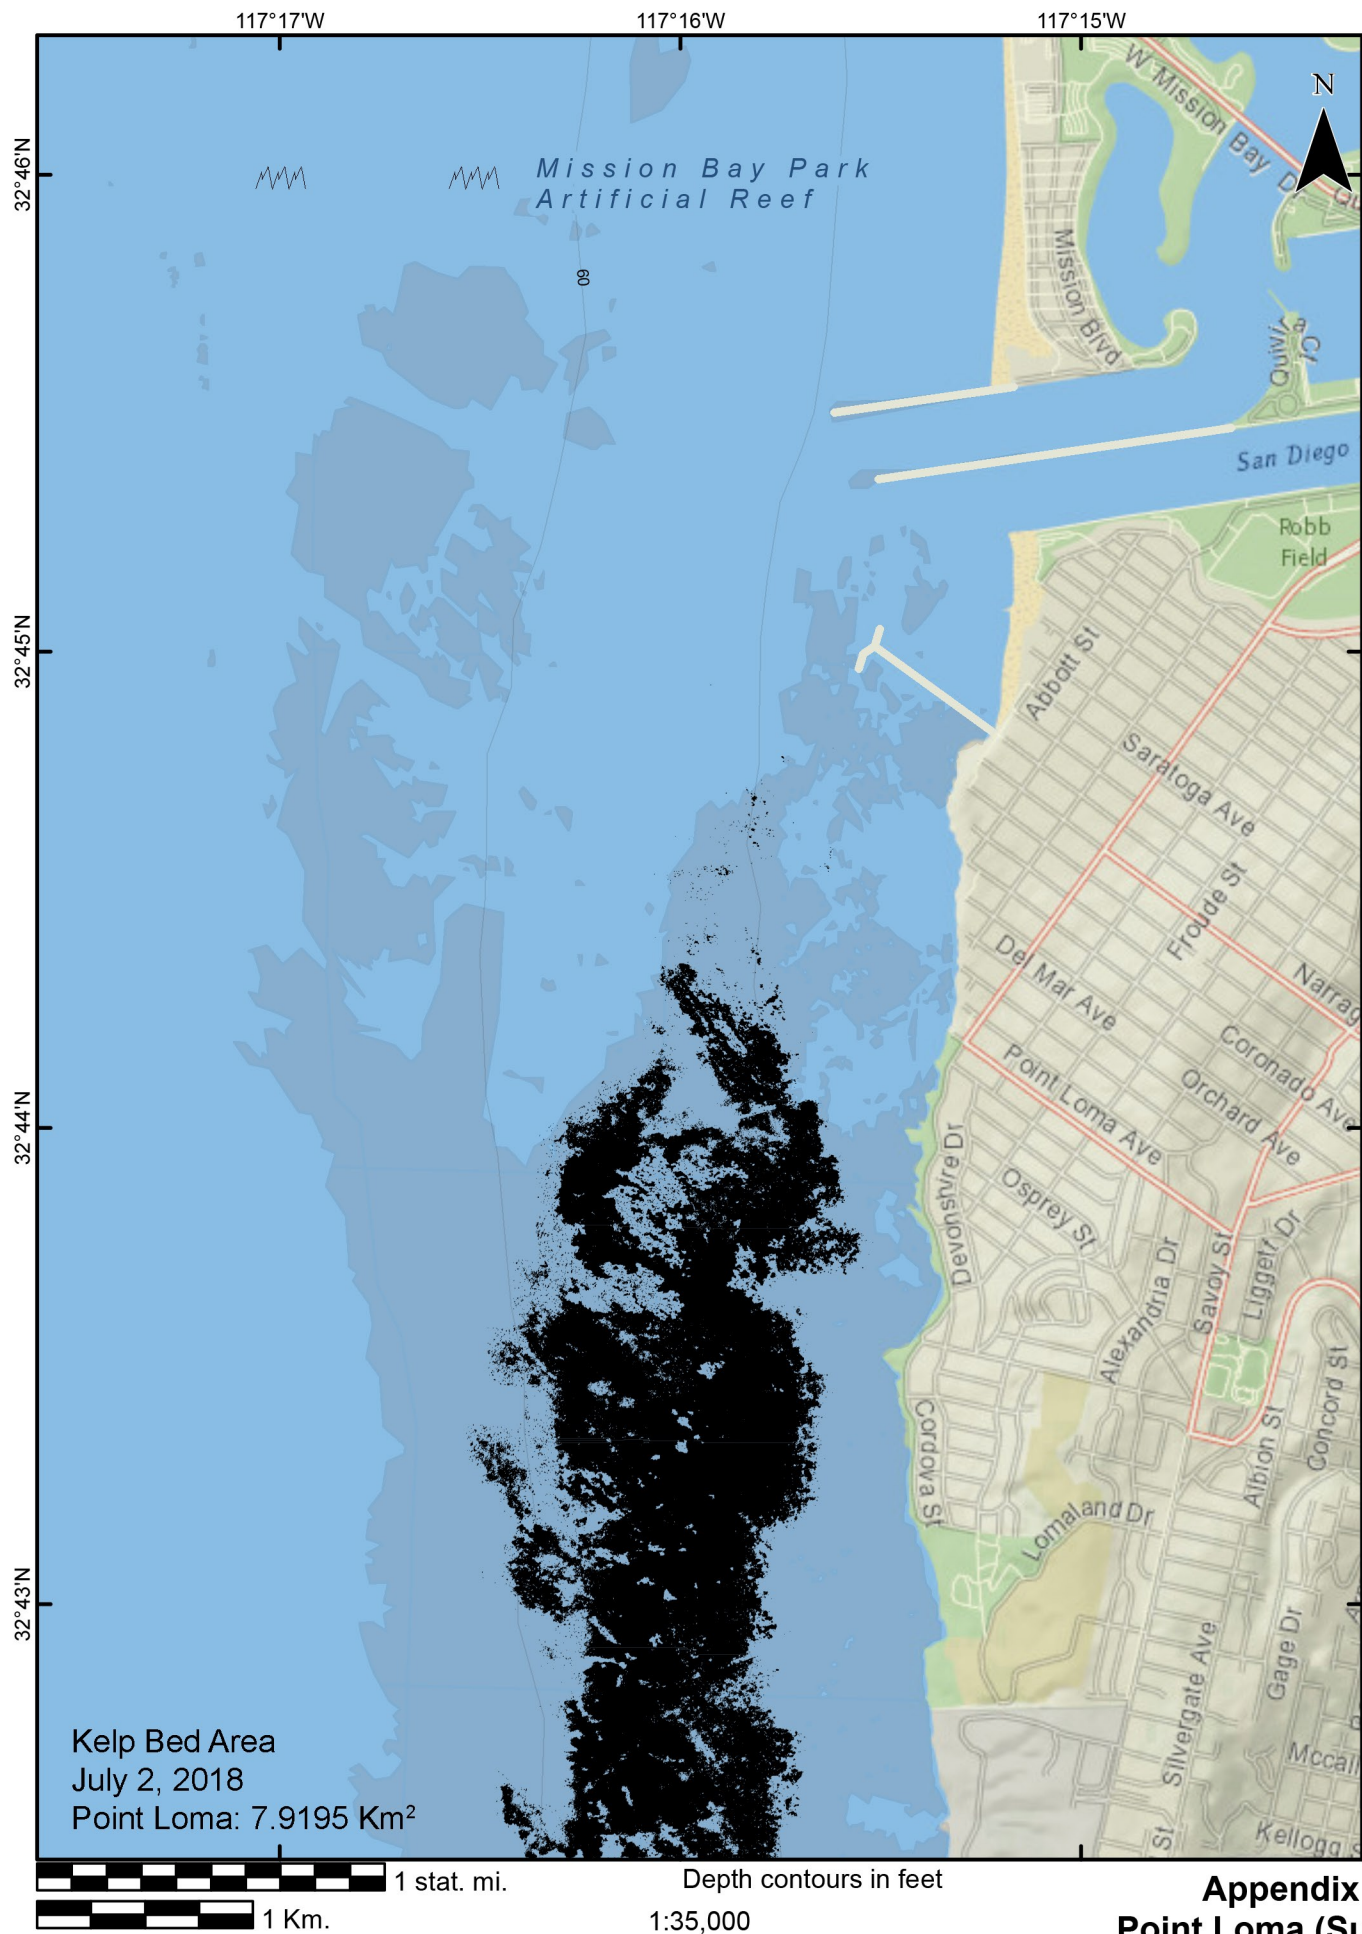 117°17'W
117°16'W
117°15'W
N
32°46'N
32°45'N
32°44'N
32°43'N
Mission Bay Park
Artificial Reef
60
W Mission Bay Dr
Mission Blvd
Quivira Ct
San Diego
Robb
Field
Abbott St
Saratoga Ave
Froude St
Del Mar Ave
Narrag
Point Loma Ave
Coronado Ave
Orchard Ave
Devonshire Dr
Osprey St
Alexandria Dr
Savoy St
Liggett Dr
Cordova St
Concord St
Albion St
Lomaland Dr
Silvergate Ave
Gage Dr
Mccall
Kellogg S
St
Kelp Bed Area
July 2, 2018
Point Loma: 7.9195 Km²
1 stat. mi.
Depth contours in feet
Appendix
1 Km.
1:35,000
Point Loma (Su